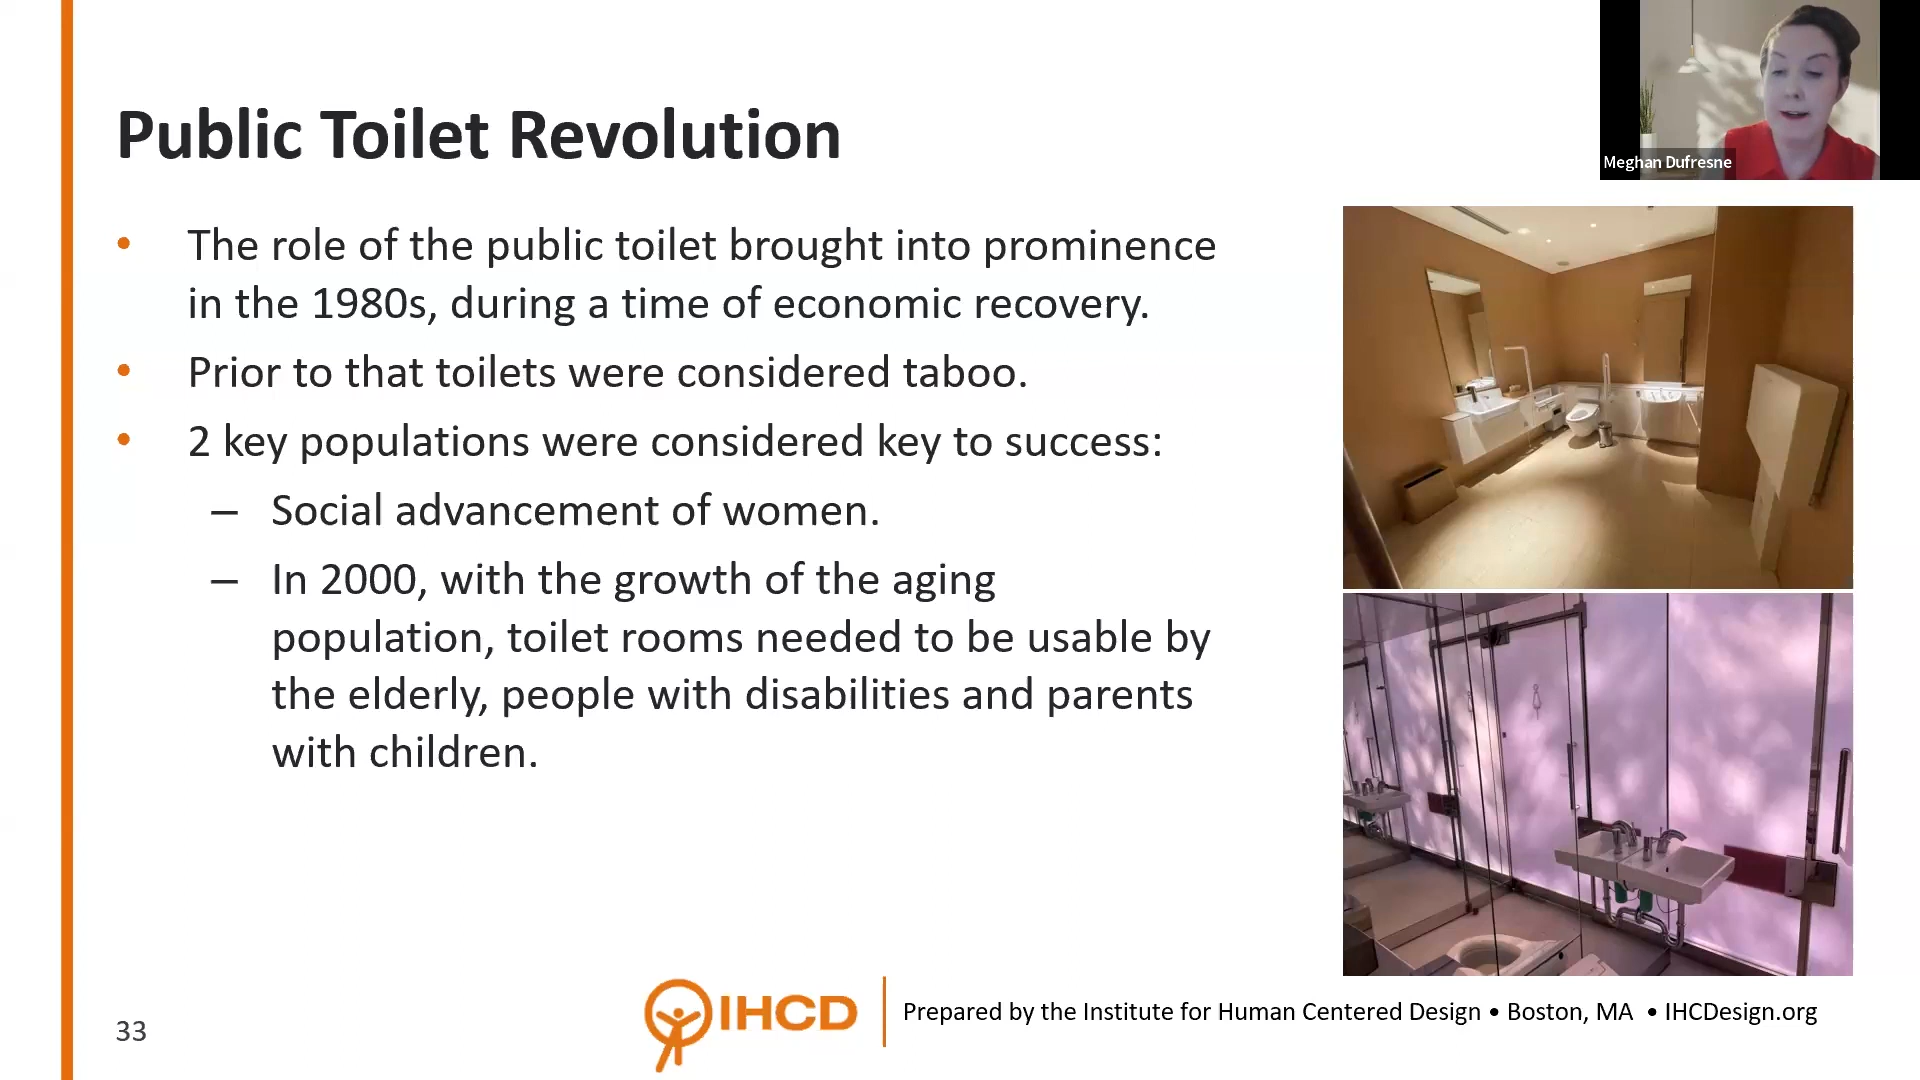 Public Toilet Revolution
Meghan Dufresne
• The role of the public toilet brought into prominence
in the 1980s, during a time of economic recovery.
• Prior to that toilets were considered taboo.
• 2 key populations were considered key to success:
– Social advancement of women.
– In 2000, with the growth of the aging
population, toilet rooms needed to be usable by
the elderly, people with disabilities and parents
with children.
33
IHCD
Prepared by the Institute for Human Centered Design • Boston, MA • IHCDesign.org